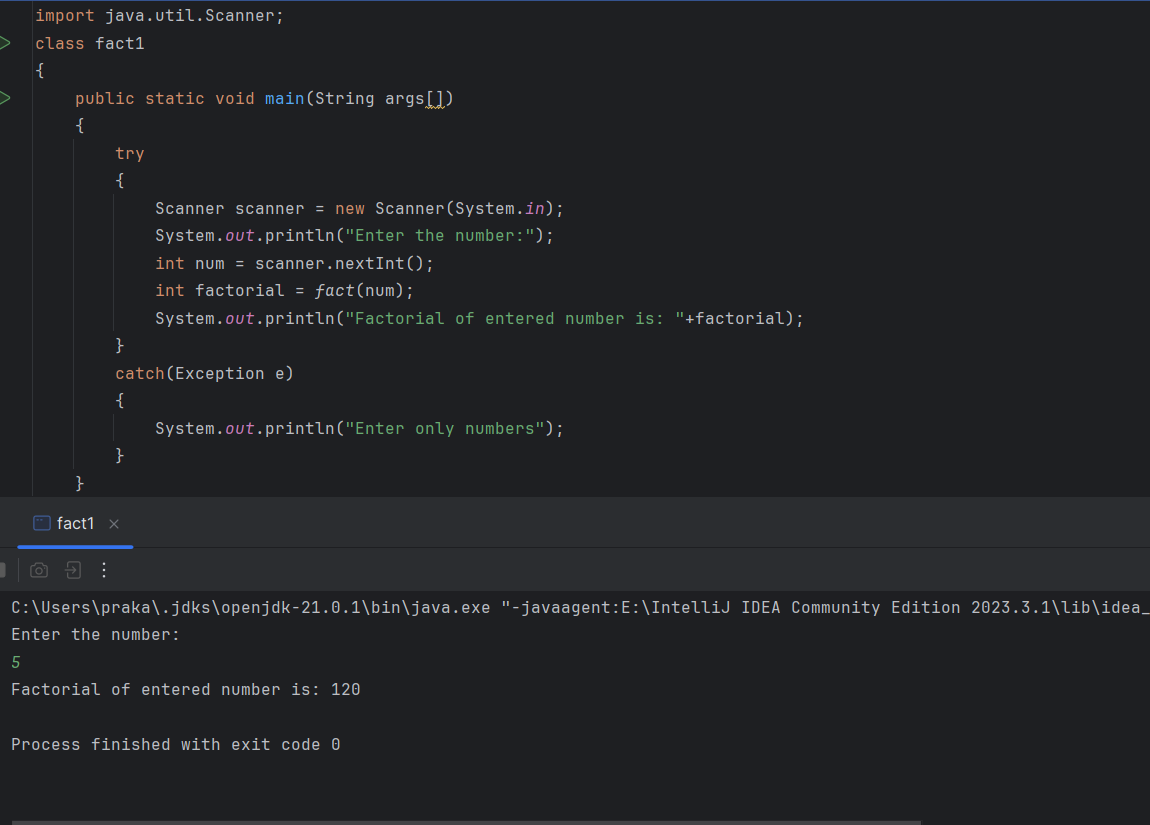 import java.util.Scanner;
class fact1
{
    public static void main(String args[])
    {
        try
        {
            Scanner scanner = new Scanner(System.in);
            System.out.println("Enter the number:");
            int num = scanner.nextInt();
            int factorial = fact(num);
            System.out.println("Factorial of entered number is: "+factorial);
        }
        catch(Exception e)
        {
            System.out.println("Enter only numbers");
        }
    }
fact1
C:\Users\praka\.jdks\openjdk-21.0.1\bin\java.exe "-javaagent:E:\IntelliJ IDEA Community Edition 2023.3.1\lib\idea_
Enter the number:
5
Factorial of entered number is: 120
Process finished with exit code 0